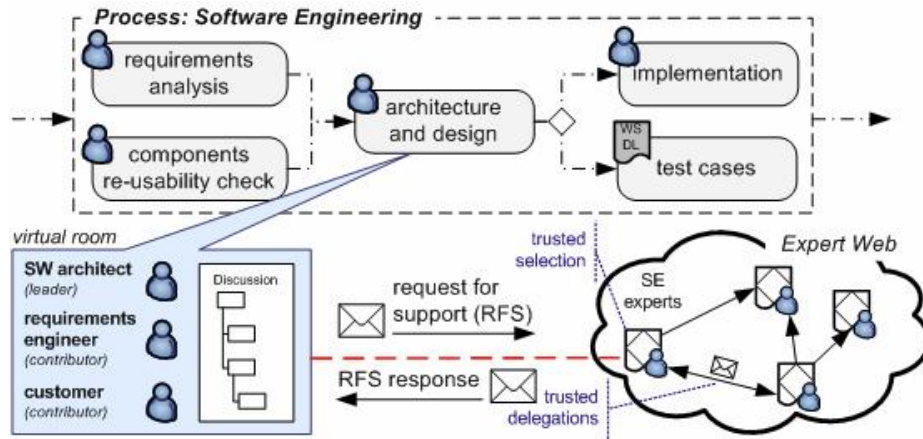 Process: Software Engineering
requirements
analysis
components
re-usability check
architecture
and design
implementation
WS
DL
test cases
virtual room
SW architect
(leader)
requirements
engineer
(contributor)
customer
(contributor)
Discussion
request for
support (RFS)
RFS response
trusted
selection
trusted
delegations
Expert Web
SE
experts